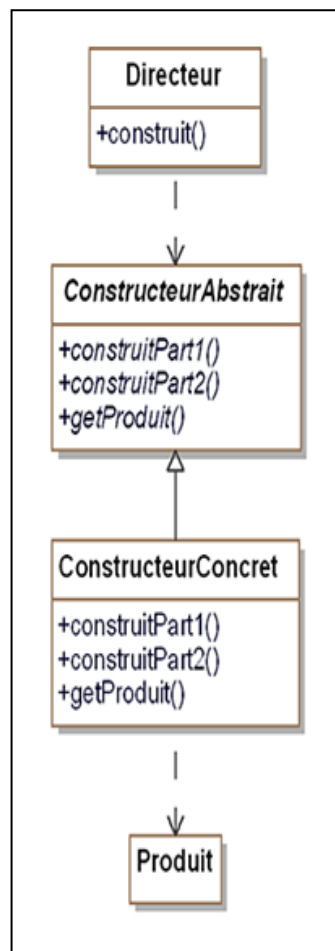 Directeur
+construit()
ConstructeurAbstrait
+construitPart1()
+construitPart2()
+getProduit()
ConstructeurConcret
+construitPart1()
+construitPart2()
+getProduit()
Produit